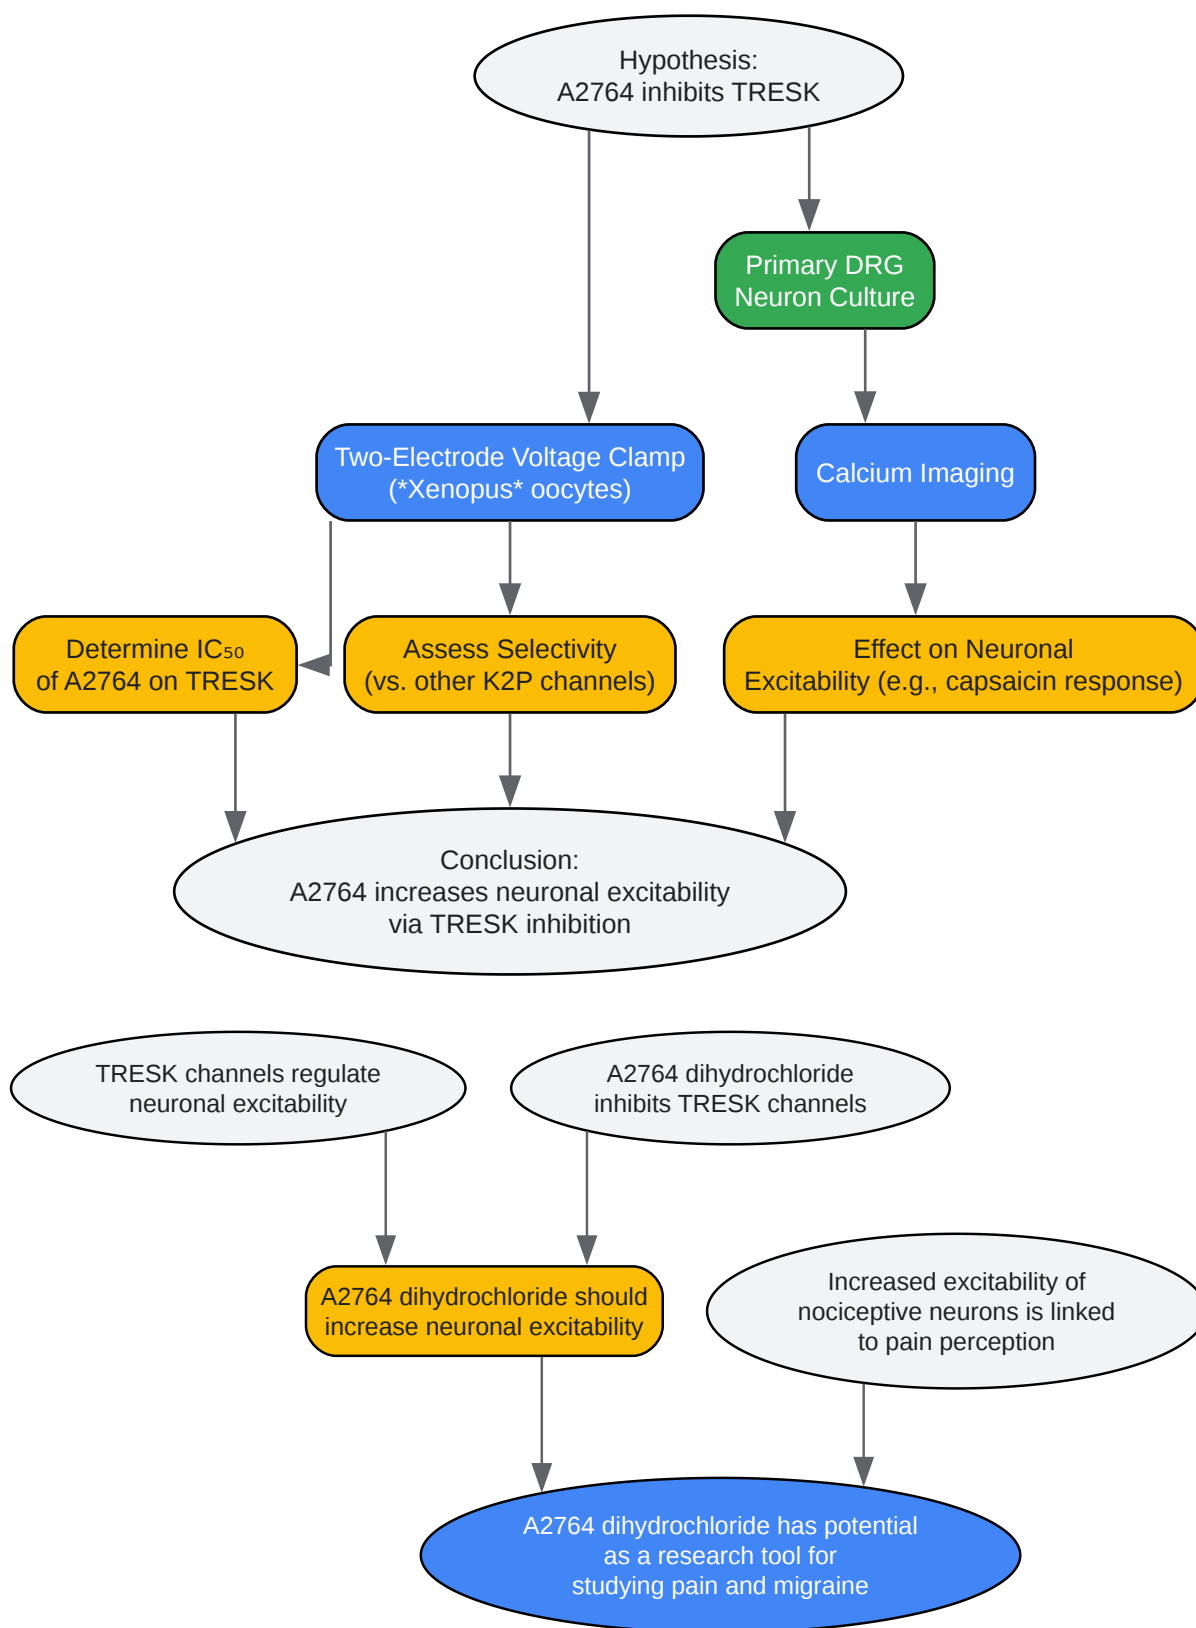 Hypothesis:
A2764 inhibits TRESK
Primary DRG
Neuron Culture
Two-Electrode Voltage Clamp
(*Xenopus* oocytes)
Calcium Imaging
Determine IC₅₀
of A2764 on TRESK
Assess Selectivity
(vs. other K2P channels)
Effect on Neuronal
Excitability (e.g., capsaicin response)
Conclusion:
A2764 increases neuronal excitability
via TRESK inhibition
TRESK channels regulate
neuronal excitability
A2764 dihydrochloride
inhibits TRESK channels
A2764 dihydrochloride should
increase neuronal excitability
Increased excitability of
nociceptive neurons is linked
to pain perception
A2764 dihydrochloride has potential
as a research tool for
studying pain and migraine